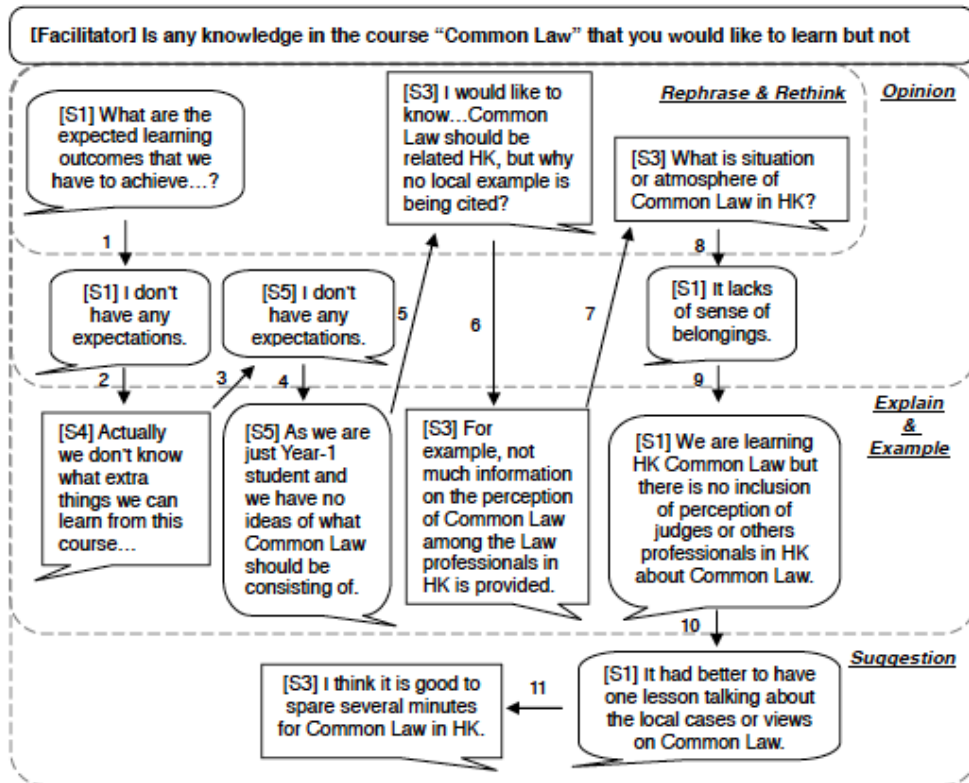 [Facilitator] Is any knowledge in the course “Common Law” that you would like to learn but not
Rephrase & Rethink
Opinion
[S1] What are the
expected learning
outcomes that we
have to achieve…?
[S3] I would like to
know…Common
Law should be
related HK, but why
no local example is
being cited?
[S3] What is situation
or atmosphere of
Common Law in HK?
1
8
[S1] I don't
have any
expectations.
[S5] I don't
have any
expectations.
5
6
7
[S1] It lacks
of sense of
belongings.
2
3
4
9
Explain
&
Example
[S4] Actually
we don't know
what extra
things we can
learn from this
course…
[S5] As we are
just Year-1
student and
we have no
ideas of what
Common Law
should be
consisting of.
[S3] For
example, not
much information
on the perception
of Common Law
among the Law
professionals in
HK is provided.
[S1] We are learning
HK Common Law but
there is no inclusion
of perception of
judges or others
professionals in HK
about Common Law.
10
Suggestion
[S3] I think it is good to
spare several minutes
for Common Law in HK.
11
[S1] It had better to have
one lesson talking about
the local cases or views
on Common Law.